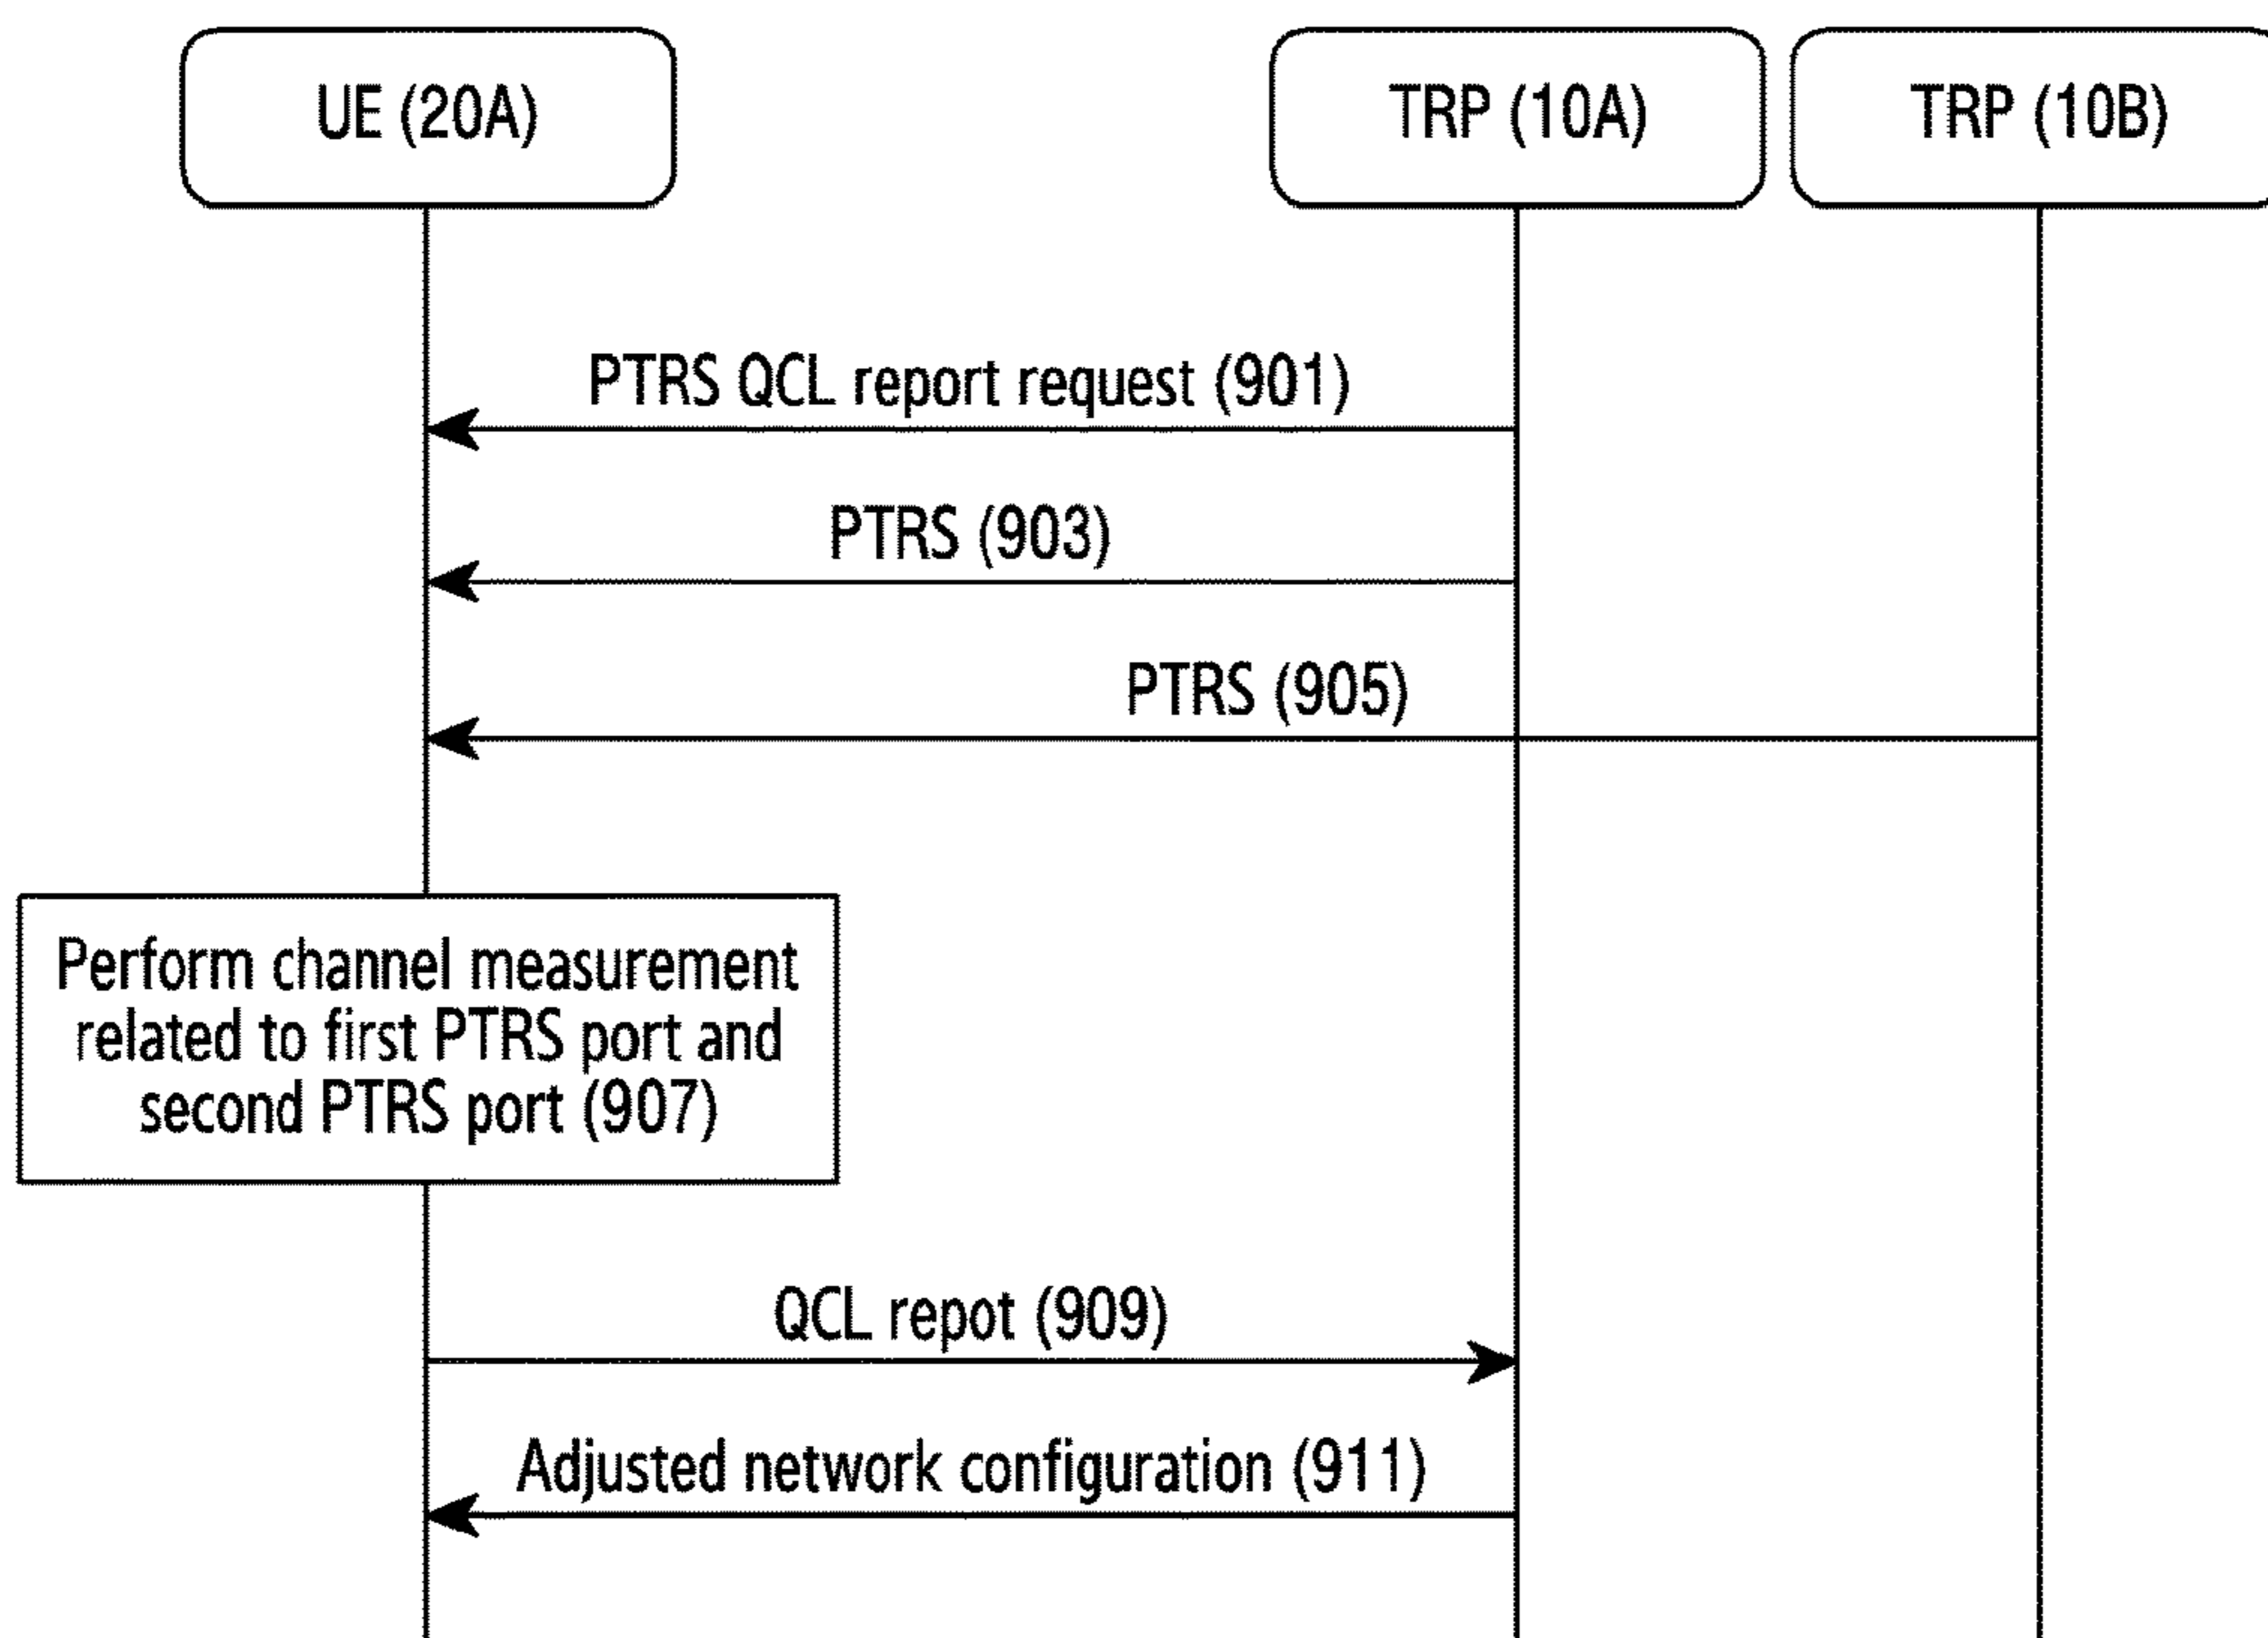 UE (20A)
TRP (10A)
TRP (10B)
PTRS QCL report request (901)
PTRS (903)
PTRS (905)
Perform channel measurement
related to first PTRS port and
second PTRS port (907)
QCL repot (909)
Adjusted network configuration (911)